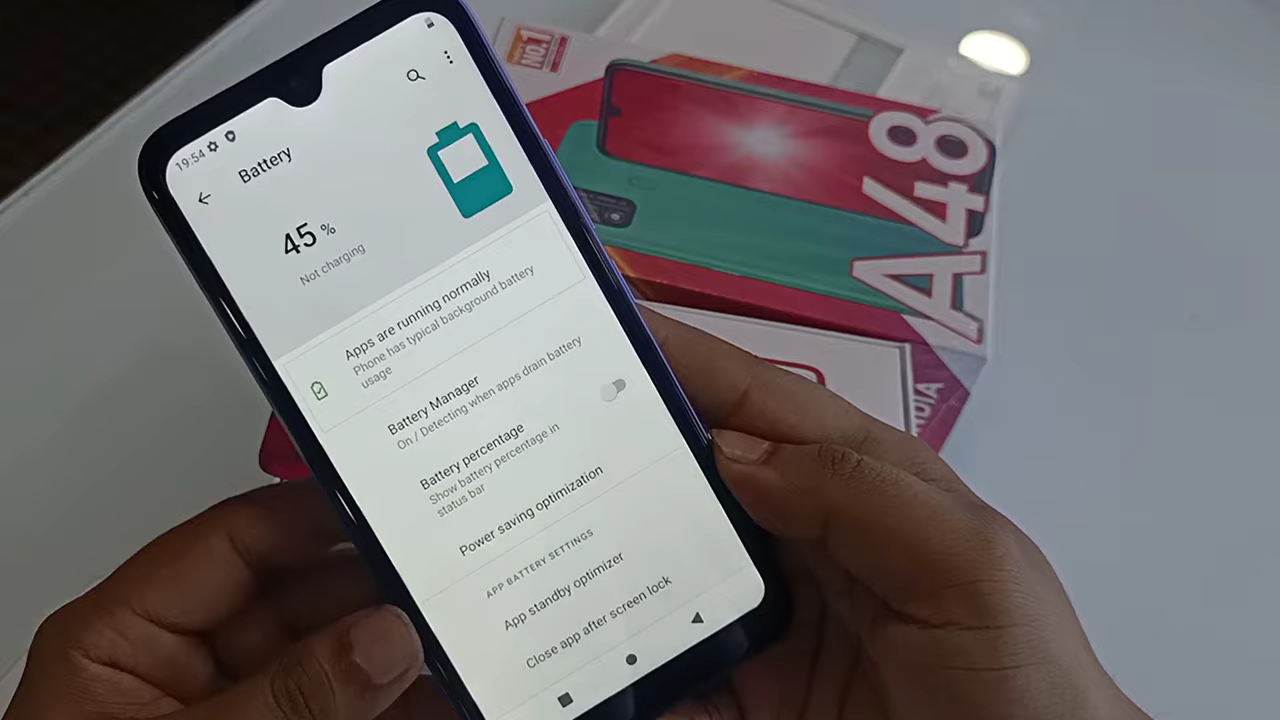 19:54
Battery
45 %
Not charging
Apps are running normally
Phone has typical background battery
usage
Battery Manager
On / Detecting when apps drain battery
Battery percentage
Show battery percentage in
status bar
Power saving optimization
APP BATTERY SETTINGS
App standby optimizer
Close app after screen lock
NO.1
A48